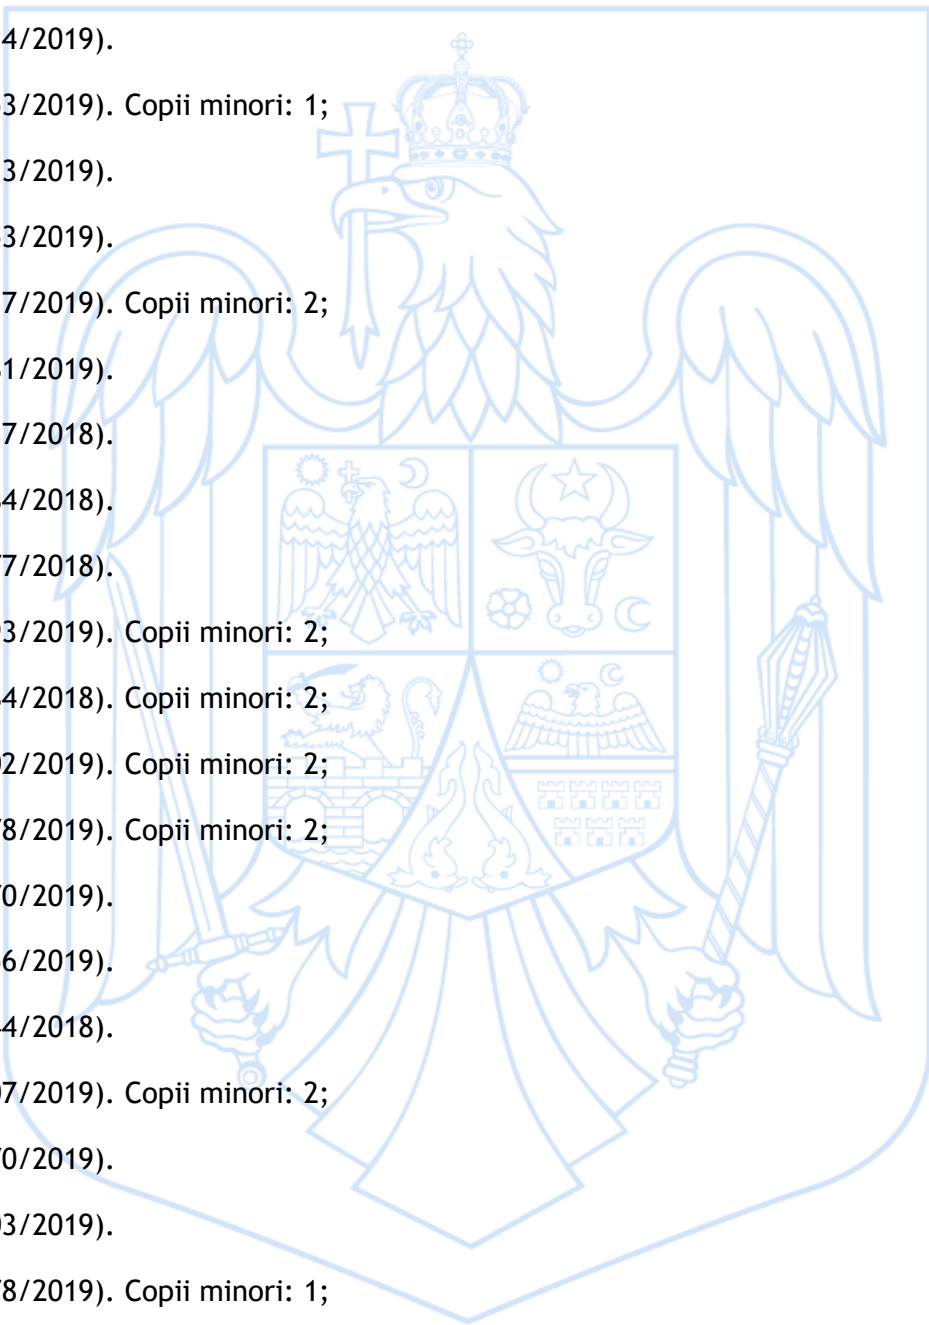 4/2019).
3/2019). Copii minori: 1;
3/2019).
3/2019).
7/2019). Copii minori: 2;
1/2019).
7/2018).
4/2018).
7/2018).
3/2019). Copii minori: 2;
4/2018). Copii minori: 2;
2/2019). Copii minori: 2;
8/2019). Copii minori: 2;
0/2019).
6/2019).
4/2018).
7/2019). Copii minori: 2;
0/2019).
3/2019).
8/2019). Copii minori: 1;